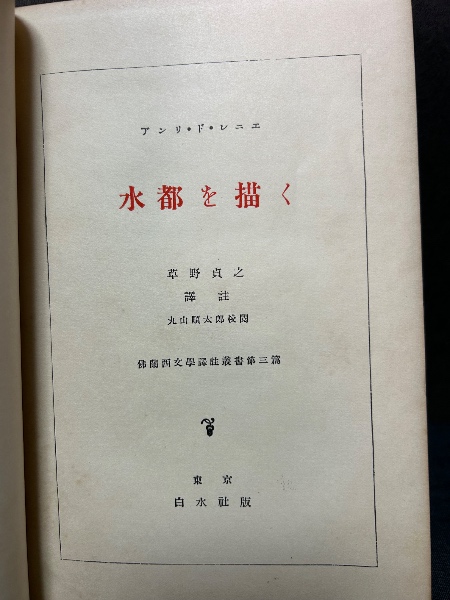 アンリ・ド・レニエ
水都を描く
草野貞之
譯註
丸山順太郎校閲
佛蘭西文學譯註叢書第三篇
東京
白水社版